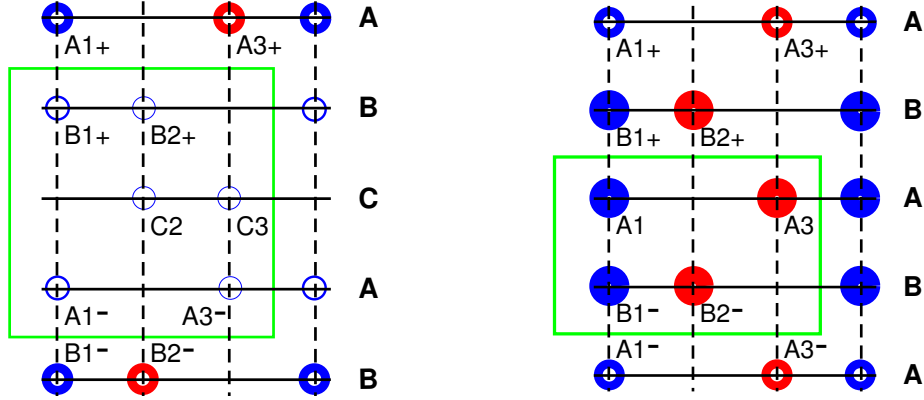 A
A1+ A3+
B
B1+ B2+
C
C2 C3
A
A1- A3-
B1- B2-
B
A
A1+ A3+
B
B1+ B2+
A
A1 A3
B
B1- B2-
A1- A3-
A